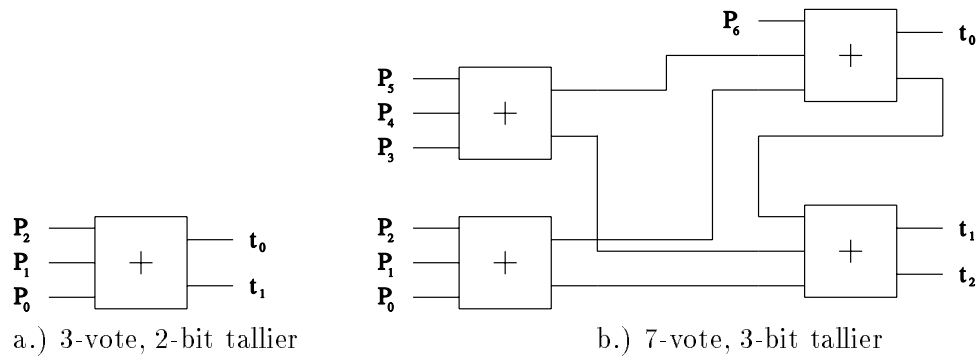 P₆
t₀
P₅
P₄
+
+
P₃
P₂
P₂
t₀
t₁
P₁
+
P₁
+
+
t₁
t₂
P₀
P₀
a.) 3-vote, 2-bit tallier
b.) 7-vote, 3-bit tallier